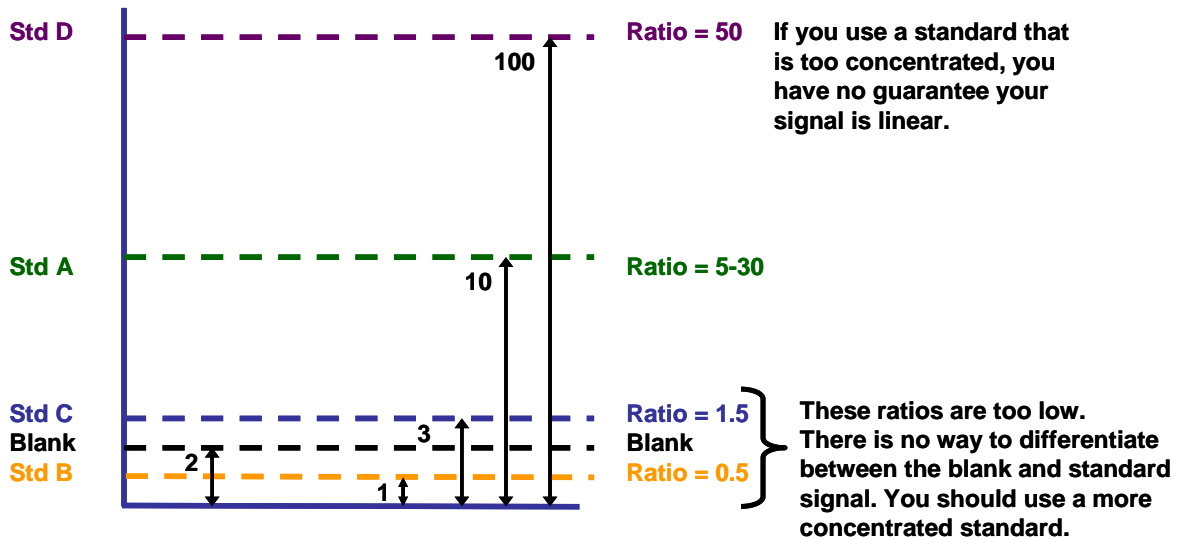 Std D
Ratio = 50
If you use a standard that
is too concentrated, you
have no guarantee your
signal is linear.
100
Std A
Ratio = 5-30
10
Std C
Ratio = 1.5
3
Blank
Blank
2
Std B
Ratio = 0.5
1
These ratios are too low.
There is no way to differentiate
between the blank and standard
signal. You should use a more
concentrated standard.